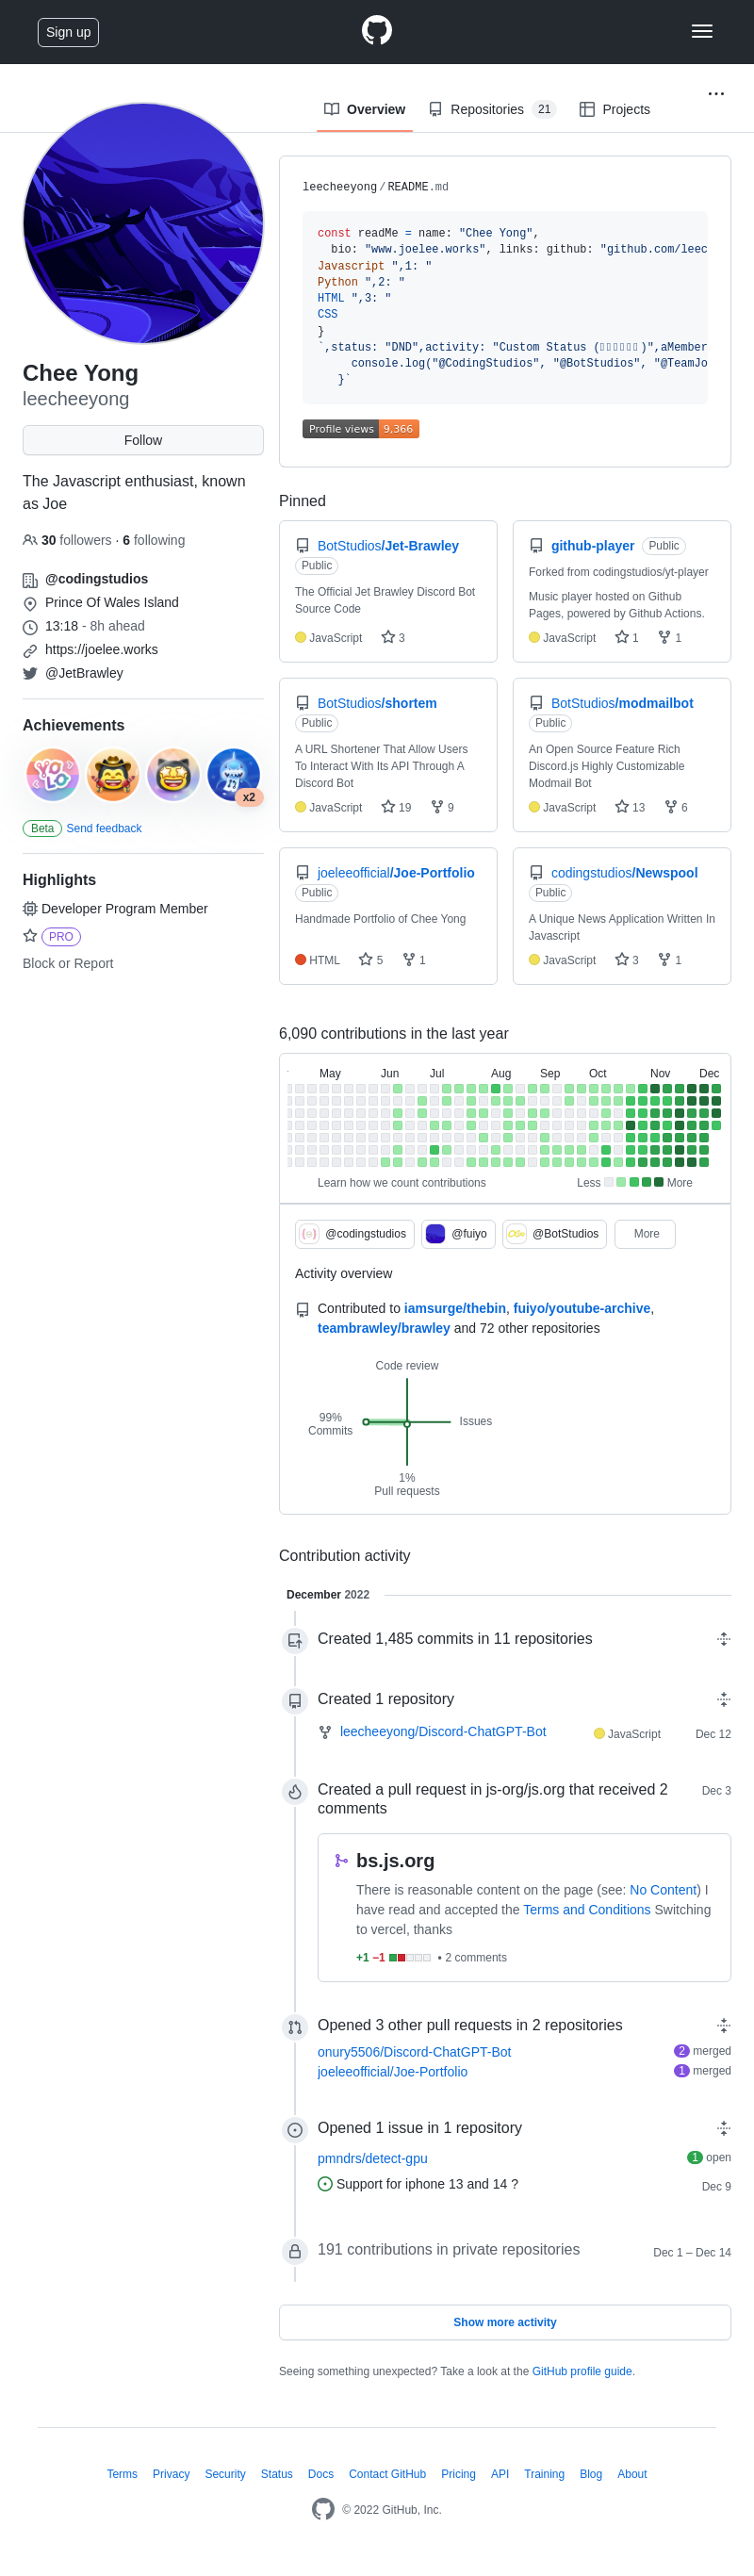 Sign up
Overview
Repositories 21
Projects
leecheeyong/README.md
const readMe = name: "Chee Yong",
bio: "www.joelee.works", links: github: "github.com/leec
Javascript ",1: "
Python ",2: "
HTML ",3: "
CSS
}
`,status: "DND",activity: "Custom Status ( )",aMember
console.log("@CodingStudios", "@BotStudios", "@TeamJo
}`
Profile views 9,366
Chee Yong
leecheeyong
Follow
The Javascript enthusiast, known
as Joe
30 followers · 6 following
@codingstudios
Prince Of Wales Island
13:18 - 8h ahead
https://joelee.works
@JetBrawley
Achievements
YOLO
x2
Beta Send feedback
Highlights
Developer Program Member
PRO
Block or Report
Pinned
BotStudios/Jet-Brawley
Public
The Official Jet Brawley Discord Bot
Source Code
JavaScript 3
github-player Public
Forked from codingstudios/yt-player
Music player hosted on Github
Pages, powered by Github Actions.
JavaScript 1 1
BotStudios/shortem
Public
A URL Shortener That Allow Users
To Interact With Its API Through A
Discord Bot
JavaScript 19 9
BotStudios/modmailbot
Public
An Open Source Feature Rich
Discord.js Highly Customizable
Modmail Bot
JavaScript 13 6
joeleeofficial/Joe-Portfolio
Public
Handmade Portfolio of Chee Yong
HTML 5 1
codingstudios/Newspool
Public
A Unique News Application Written In
Javascript
JavaScript 3 1
6,090 contributions in the last year
May Jun Jul Aug Sep Oct Nov Dec
Learn how we count contributions
Less More
@codingstudios @fuiyo @BotStudios More
Activity overview
Contributed to iamsurge/thebin, fuiyo/youtube-archive,
teambrawley/brawley and 72 other repositories
Code review
99%
Commits
Issues
1%
Pull requests
Contribution activity
December 2022
Created 1,485 commits in 11 repositories
Created 1 repository
leecheeyong/Discord-ChatGPT-Bot JavaScript Dec 12
Created a pull request in js-org/js.org that received 2
comments
Dec 3
bs.js.org
There is reasonable content on the page (see: No Content) I
have read and accepted the Terms and Conditions Switching
to vercel, thanks
+1 −1 • 2 comments
Opened 3 other pull requests in 2 repositories
onury5506/Discord-ChatGPT-Bot 2 merged
joeleeofficial/Joe-Portfolio 1 merged
Opened 1 issue in 1 repository
pmndrs/detect-gpu 1 open
Support for iphone 13 and 14 ? Dec 9
191 contributions in private repositories Dec 1 – Dec 14
Show more activity
Seeing something unexpected? Take a look at the GitHub profile guide.
Terms Privacy Security Status Docs Contact GitHub Pricing API Training Blog About
© 2022 GitHub, Inc.